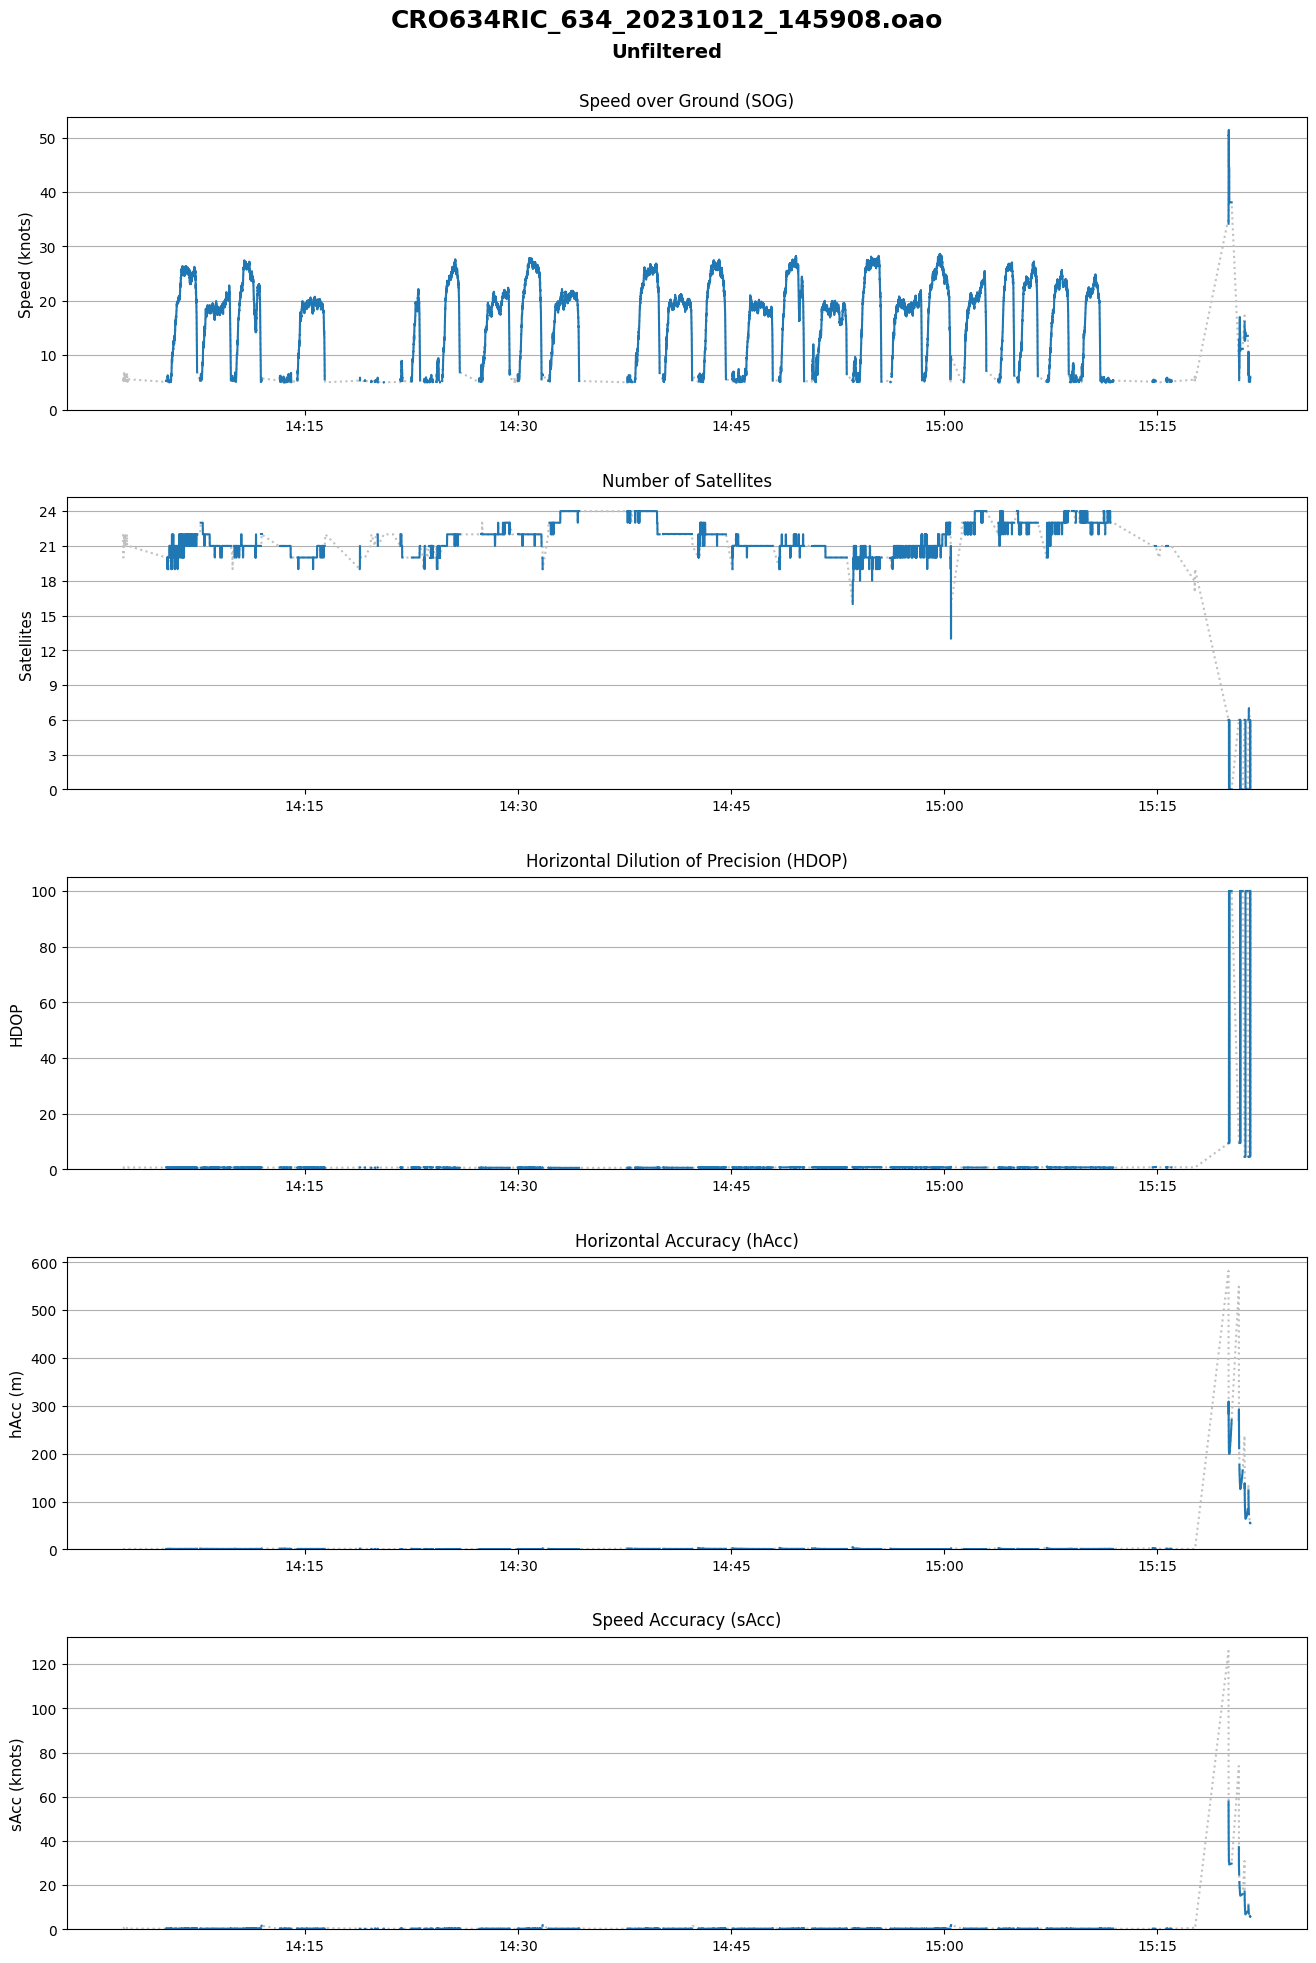 CRO634RIC_634_20231012_145908.oao
Unfiltered
Speed over Ground (SOG)
Speed (knots)
50
40
30
20
10
0
14:15 14:30 14:45 15:00 15:15
Number of Satellites
Satellites
24
21
18
15
12
9
6
3
0
14:15 14:30 14:45 15:00 15:15
Horizontal Dilution of Precision (HDOP)
HDOP
100
80
60
40
20
0
14:15 14:30 14:45 15:00 15:15
Horizontal Accuracy (hAcc)
hAcc (m)
600
500
400
300
200
100
0
14:15 14:30 14:45 15:00 15:15
Speed Accuracy (sAcc)
sAcc (knots)
120
100
80
60
40
20
0
14:15 14:30 14:45 15:00 15:15